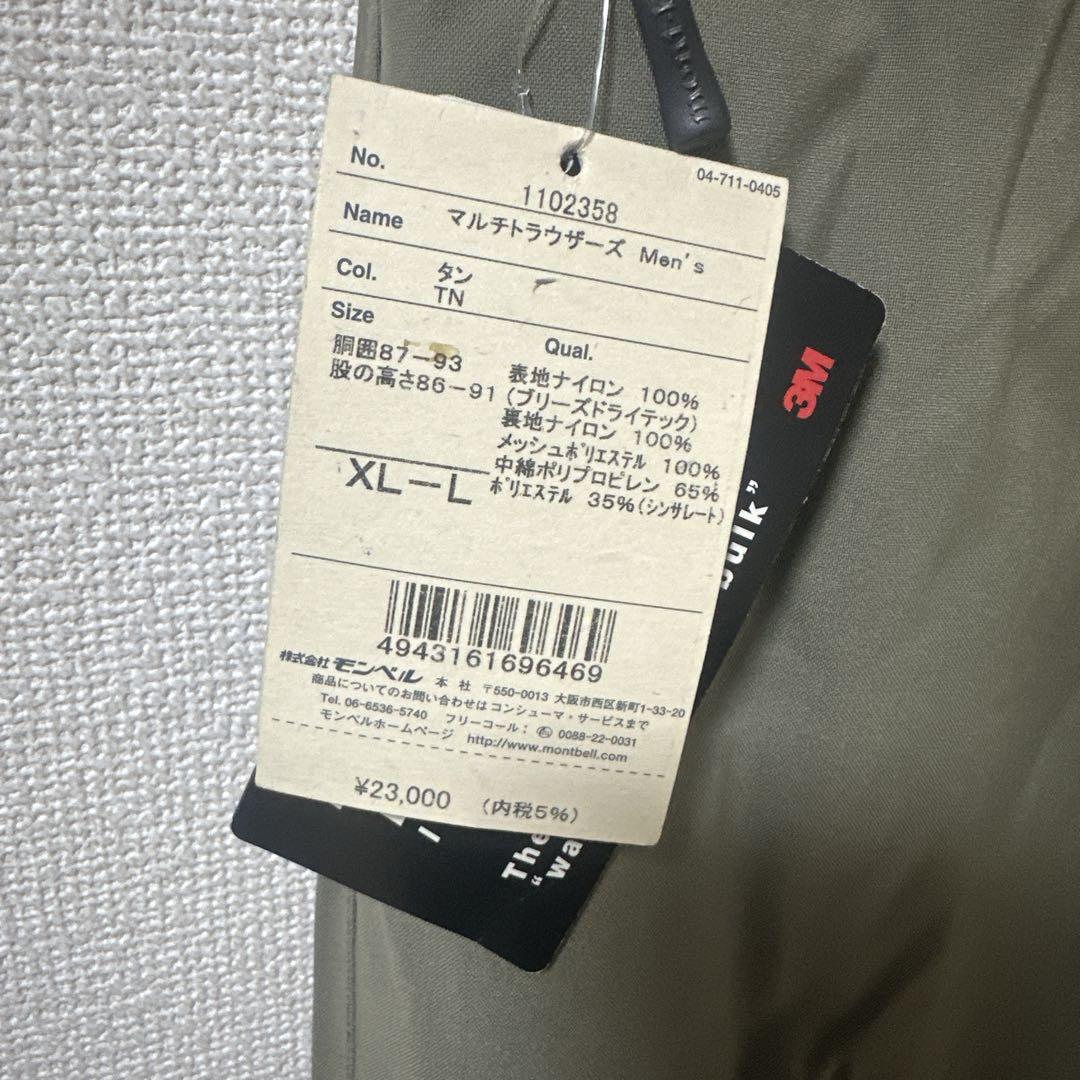 mont-bell
No.
04-711-0405
1102358
Name マルチトラウザーズ Men's
Col. タン
TN
Size
胴囲87-93
股の高さ86-91
XL-L
Qual.
表地ナイロン 100%
(ブリーズドライテック)
裏地ナイロン 100%
メッシュポリエステル 100%
中綿ポリプロピレン 65%
ポリエステル 35%(シンサレート)
4943161696469
株式会社 モンベル 本社 〒550-0013 大阪市西区新町1-33-20
商品についてのお問い合わせはコンシューマ・サービスまで
Tel. 06-6536-5740 フリーコール: 0088-22-0031
モンベルホームページ http://www.montbell.com
¥23,000 (内税5%)
3M
bulk"
The
"wa